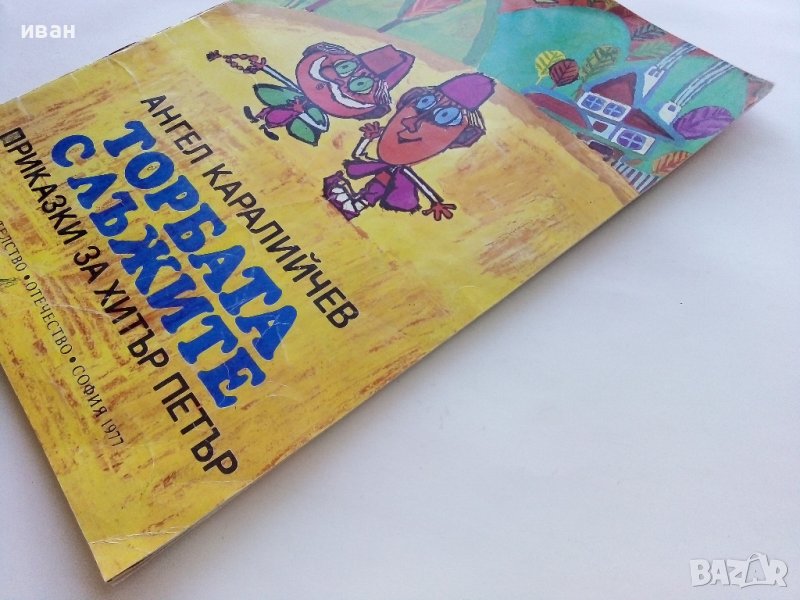 иван
АНГЕЛ КАРАЛИЙЧЕВ
ТОРБАТА
С ЛЪЖИТЕ
ПРИКАЗКИ ЗА ХИТЪР ПЕТЪР
ОТЕЧЕСТВО • СОФИЯ 1977
BAZAR